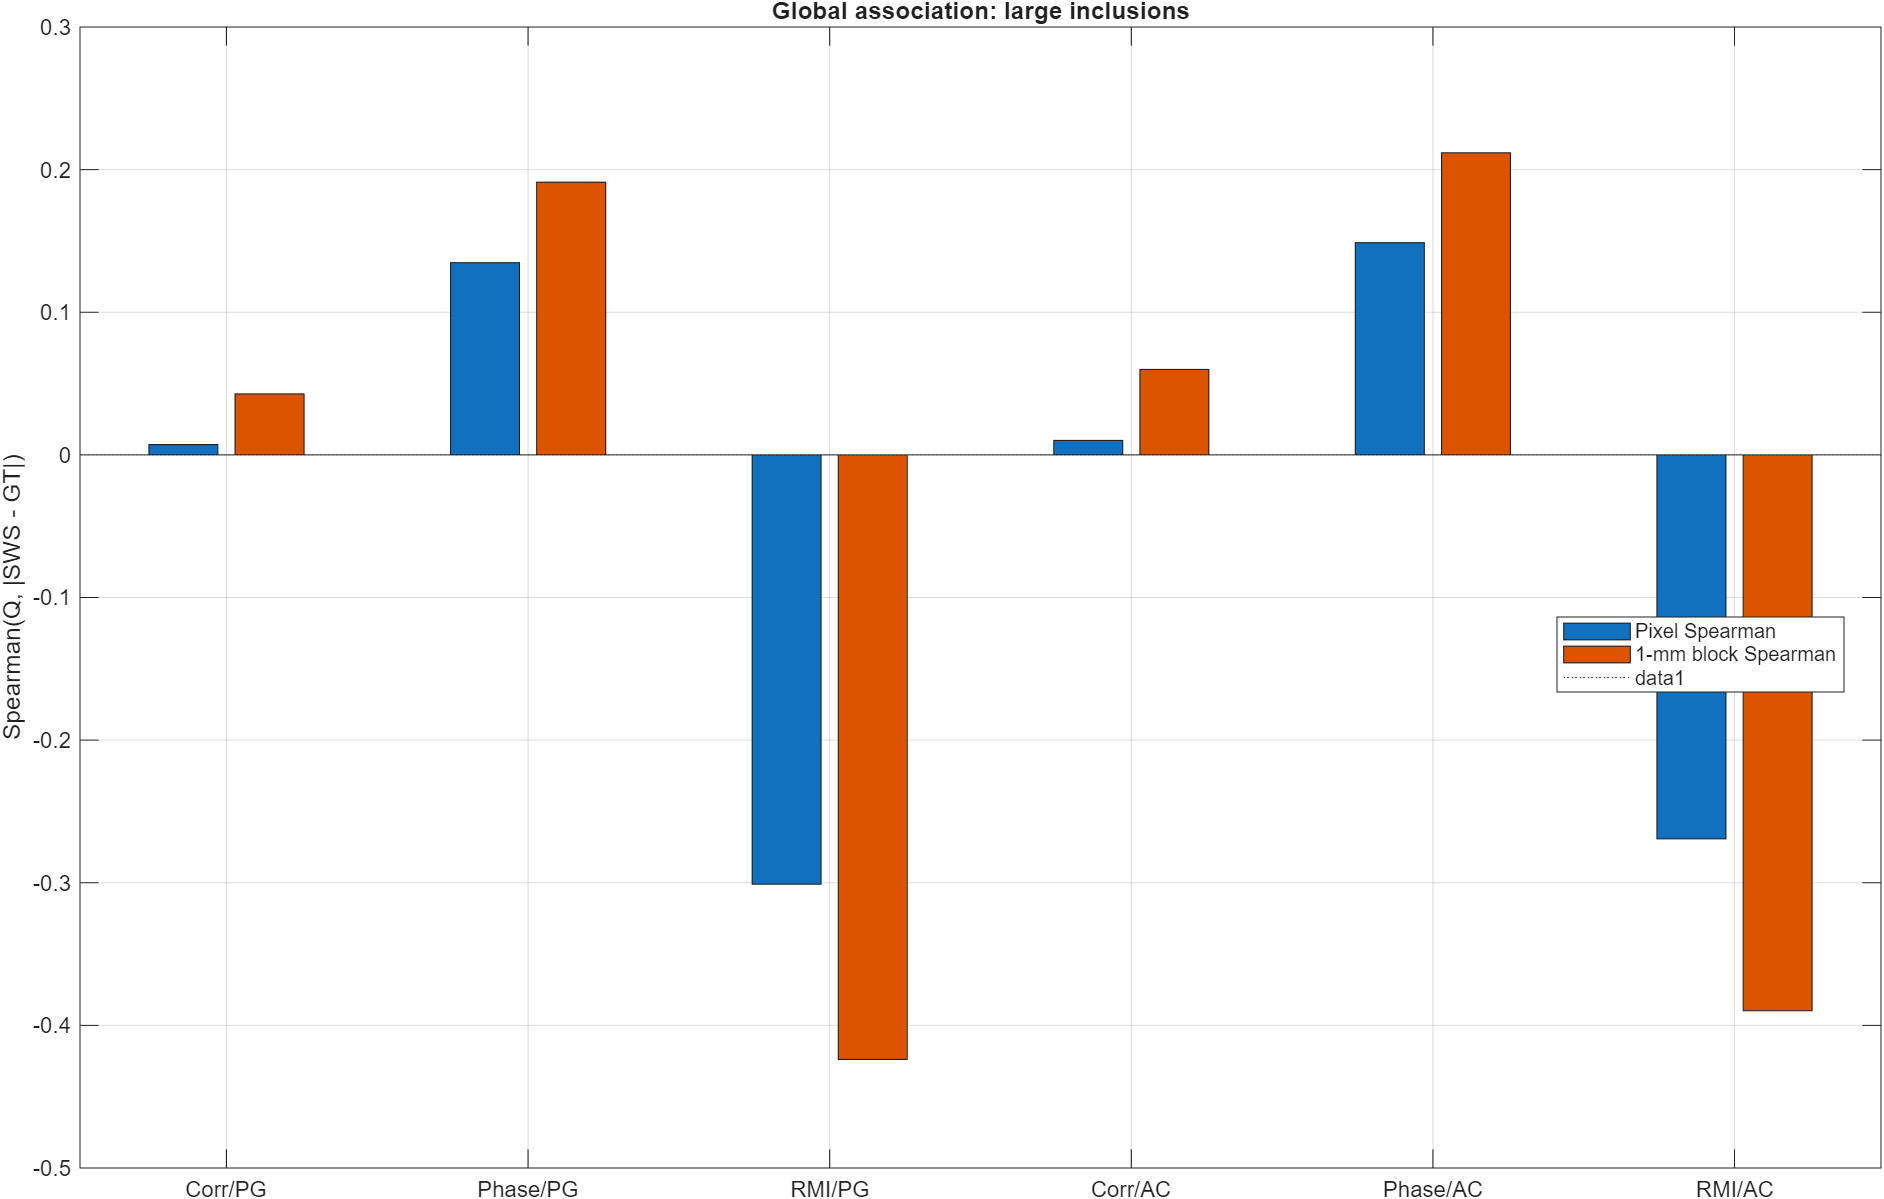 Global association: large inclusions
0.3
0.2
0.1
0
-0.1
-0.2
-0.3
-0.4
-0.5
Spearman(Q, |SWS - GT|)
Pixel Spearman
1-mm block Spearman
data1
Corr/PG
Phase/PG
RMI/PG
Corr/AC
Phase/AC
RMI/AC